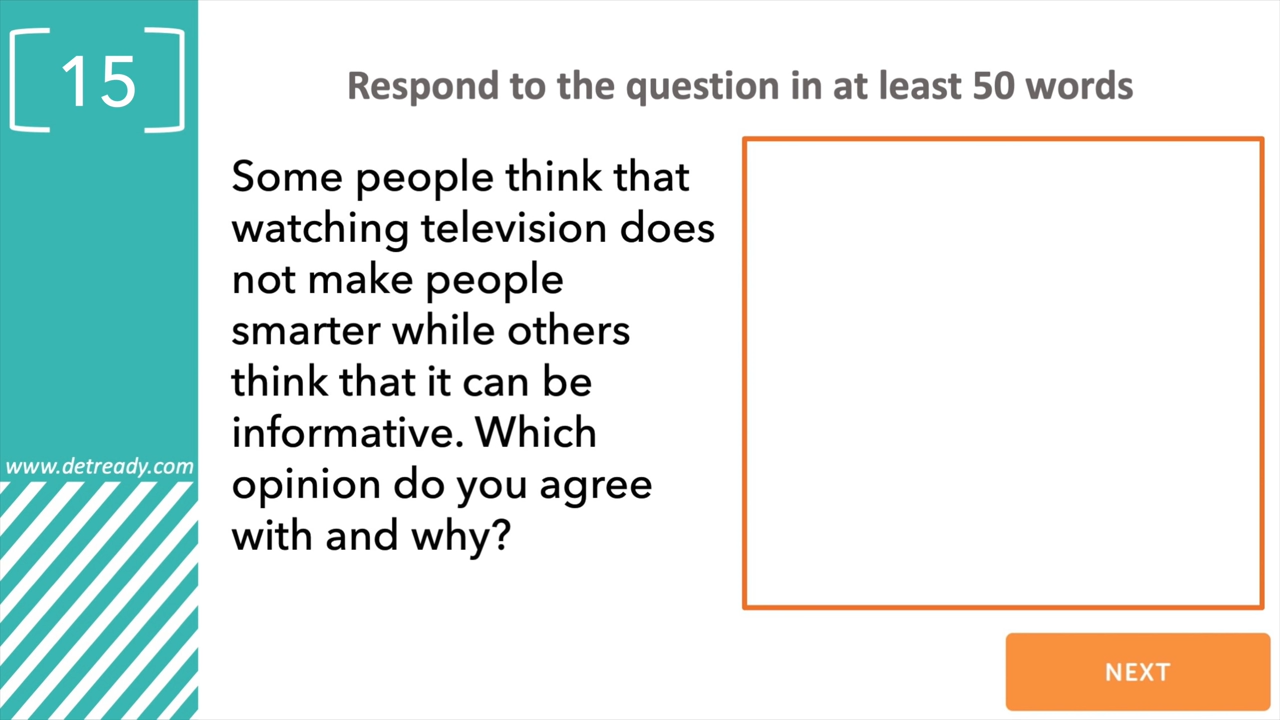 [15]
Respond to the question in at least 50 words
Some people think that
watching television does
not make people
smarter while others
think that it can be
informative. Which
opinion do you agree
with and why?
www.detready.com
NEXT